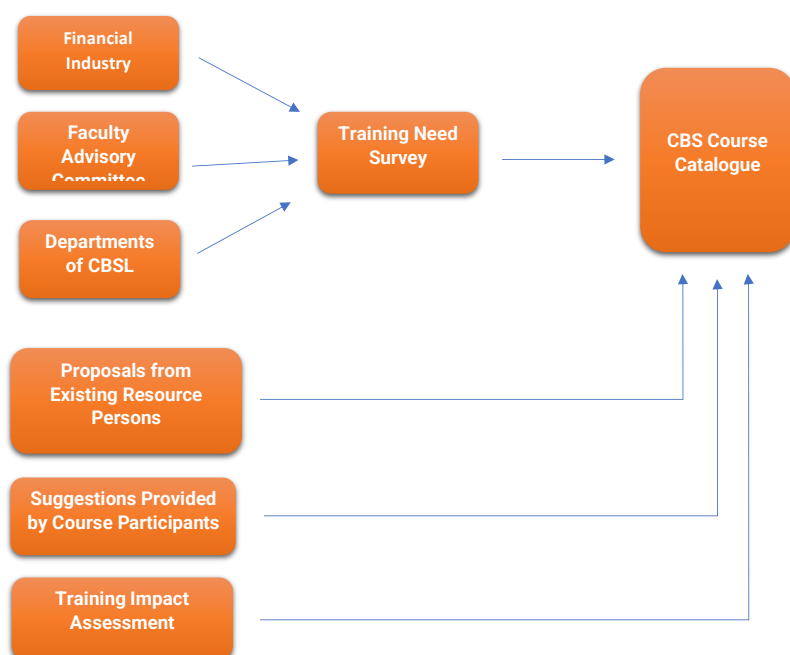 Financial
Industry
Faculty
Advisory
Committee
Departments
of CBSL
Training Need
Survey
CBS Course
Catalogue
Proposals from
Existing Resource
Persons
Suggestions Provided
by Course Participants
Training Impact
Assessment